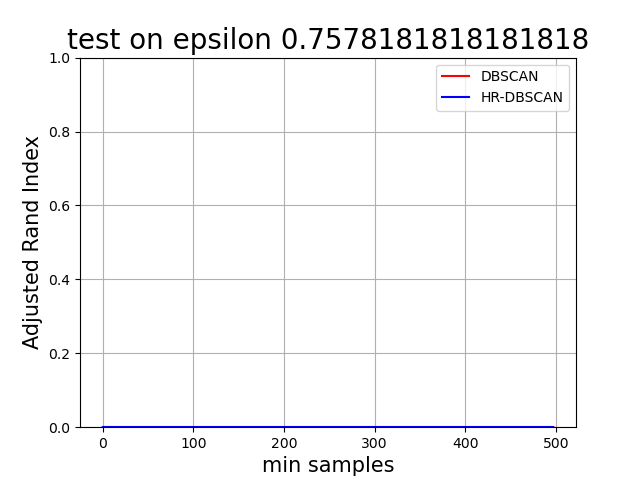 test on epsilon 0.7578181818181818
1.0
0.8
0.6
0.4
0.2
0.0
Adjusted Rand Index
DBSCAN
HR-DBSCAN
0 100 200 300 400 500
min samples